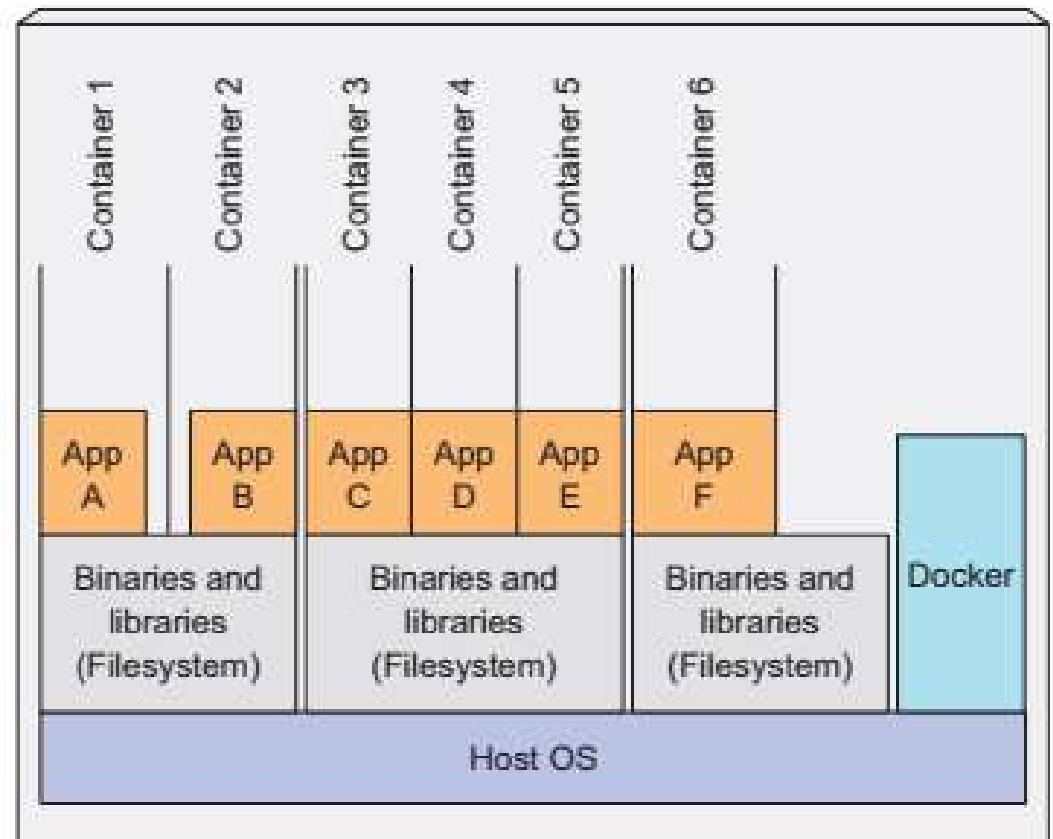 Container 1
Container 2
Container 3
Container 4
Container 5
Container 6
App
A
App
B
App
C
App
D
App
E
App
F
Binaries and
libraries
(Filesystem)
Binaries and
libraries
(Filesystem)
Binaries and
libraries
(Filesystem)
Docker
Host OS